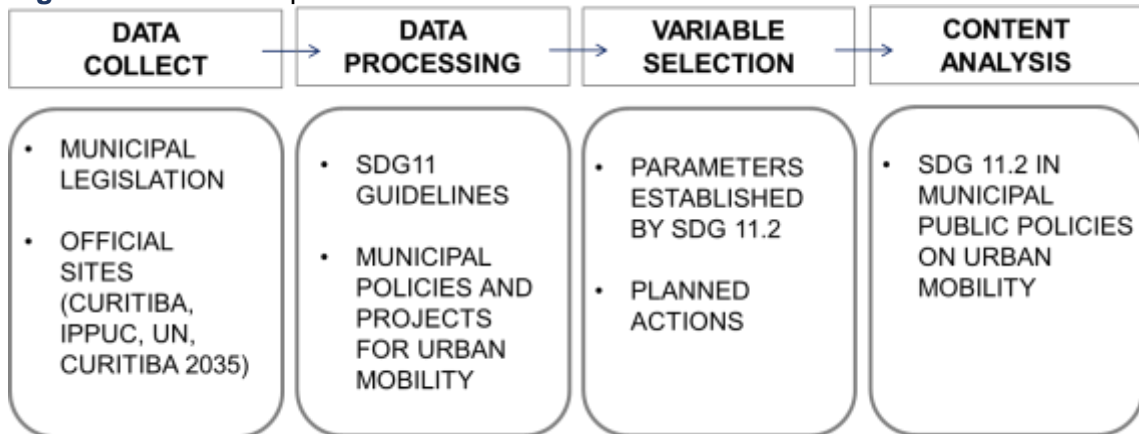 DATA
COLLECT
DATA
PROCESSING
VARIABLE
SELECTION
CONTENT
ANALYSIS
• MUNICIPAL
LEGISLATION
• OFFICIAL
SITES
(CURITIBA,
IPPUC, UN,
CURITIBA 2035)
• SDG11
GUIDELINES
• MUNICIPAL
POLICIES AND
PROJECTS
FOR URBAN
MOBILITY
• PARAMETERS
ESTABLISHED
BY SDG 11.2
• PLANNED
ACTIONS
• SDG 11.2 IN
MUNICIPAL
PUBLIC POLICIES
ON URBAN
MOBILITY